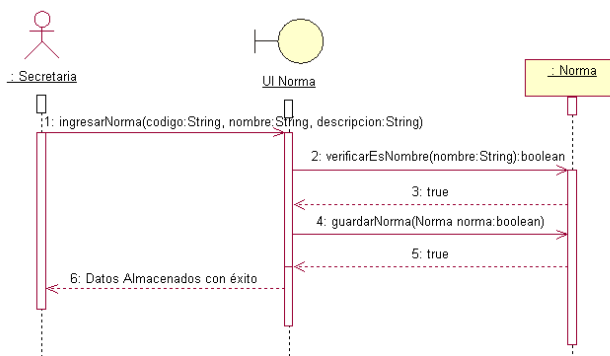 : Secretaria
UI Norma
: Norma
1: ingresarNorma(codigo:String, nombre:String, descripcion:String)
2: verificarEsNombre(nombre:String):boolean
3: true
4: guardarNorma(Norma norma:boolean)
5: true
6: Datos Almacenados con éxito